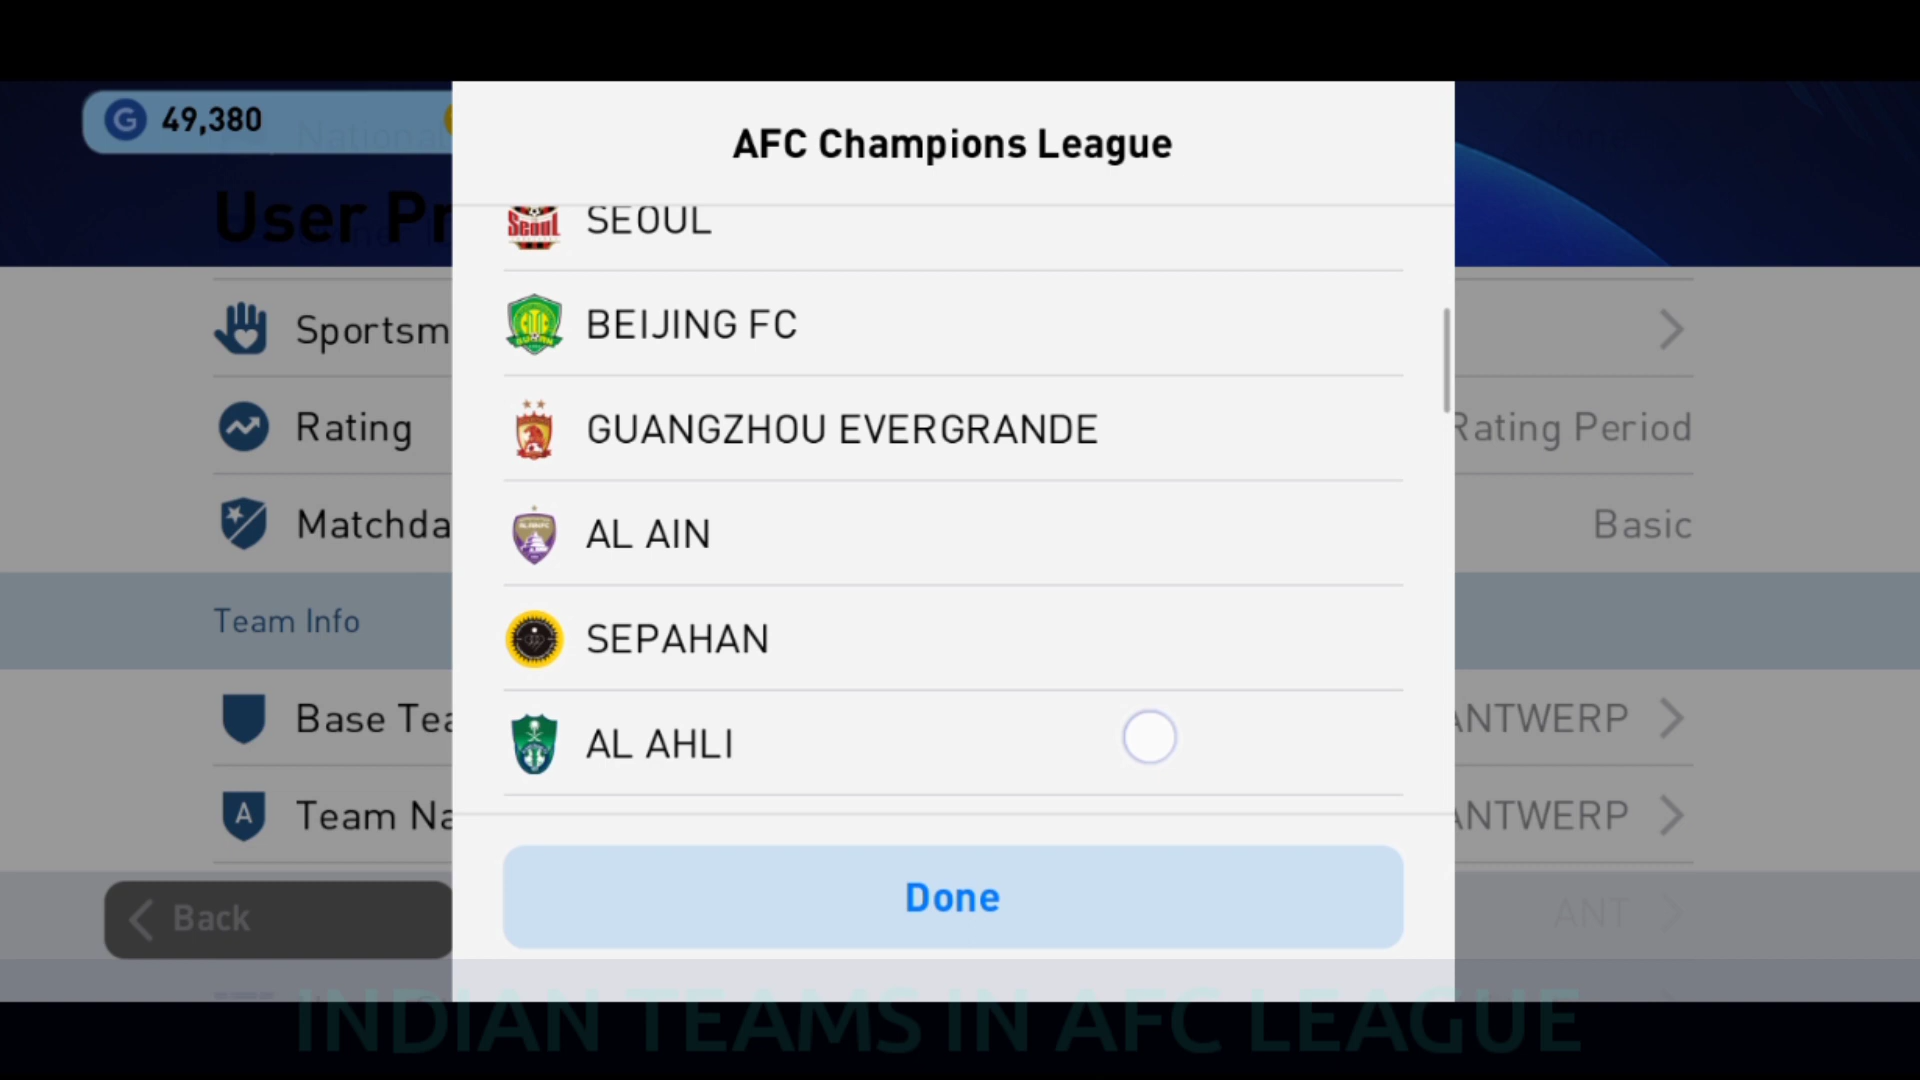 49,380
National
User Pr
AFC Champions League
SEOUL
BEIJING FC
GUANGZHOU EVERGRANDE
AL AIN
SEPAHAN
AL AHLI
Done
Sportsm
Rating
Rating Period
Matchda
Basic
Team Info
Base Tea
ANTWERP
Team Na
ANTWERP
Back
ANT
INDIAN TEAMS IN AFC LEAGUE